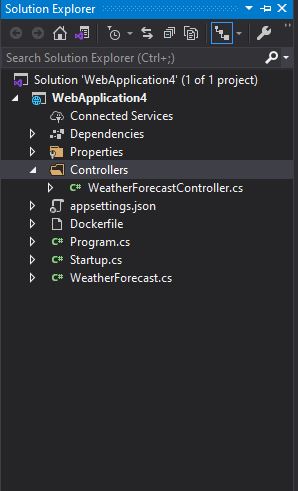 Solution Explorer
Search Solution Explorer (Ctrl+;)
Solution 'WebApplication4' (1 of 1 project)
WebApplication4
Connected Services
Dependencies
Properties
Controllers
C# WeatherForecastController.cs
appsettings.json
Dockerfile
C# Program.cs
C# Startup.cs
C# WeatherForecast.cs